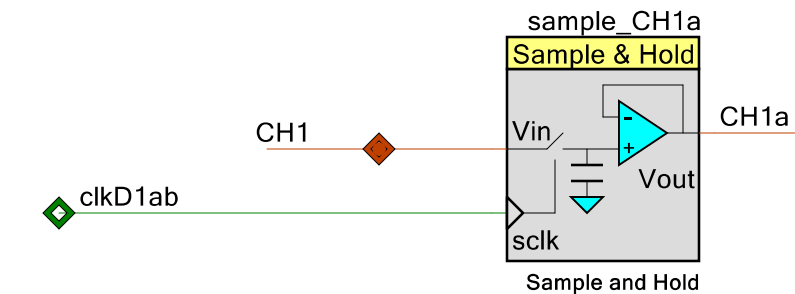 sample_CH1a
Sample & Hold
CH1
Vin
CH1a
-
+
Vout
clkD1ab
sclk
Sample and Hold